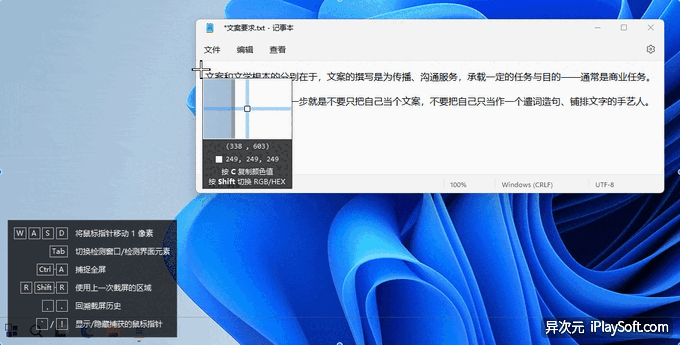 *文案要求.txt - 记事本
文件 编辑 查看
文案和文学根本的分别在于，文案的撰写是为传播、沟通服务，承载一定的任务与目的——通常是商业任务。
一步就是不要只把自己当个文案，不要把自己只当作一个遣词造句、铺排文字的手艺人。
(338 , 603)
249, 249, 249
按 C 复制颜色值
按 Shift 切换 RGB/HEX
100% Windows (CRLF) UTF-8
W A S D 将鼠标指针移动 1 像素
Tab 切换检测窗口/检测界面元素
Ctrl A 捕捉全屏
R Shift R 使用上一次截屏的区域
, . 回溯截屏历史
` / ! 显示/隐藏捕获的鼠标指针
异次元 iPlaySoft.com